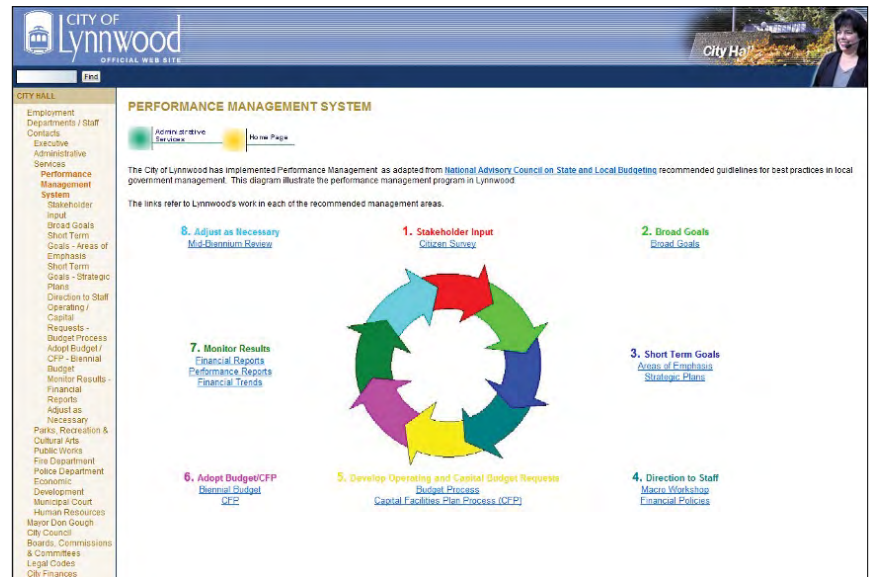 CITY OF
Lynnwood
OFFICIAL WEB SITE
City Hall
Find
CITY HALL
Employment
Departments / Staff
Contacts
Executive
Administrative
Services
Performance
Management
System
Stakeholder
Input
Broad Goals
Short Term
Goals - Areas of
Emphasis
Short Term
Goals - Strategic
Plans
Direction to Staff
Operating /
Capital
Requests -
Budget Process
Adopt Budget /
CFP - Biennial
Budget
Monitor Results -
Financial
Reports
Adjust as
Necessary
Parks, Recreation &
Cultural Arts
Public Works
Fire Department
Police Department
Economic
Development
Municipal Court
Human Resources
Mayor Don Gough
City Council
Boards, Commissions
& Committees
Legal Codes
City Finances
PERFORMANCE MANAGEMENT SYSTEM
Administrative
Services
Home Page
The City of Lynnwood has implemented Performance Management as adapted from National Advisory Council on State and Local Budgeting recommended guidelines for best practices in local
government management. This diagram illustrate the performance management program in Lynnwood.
The links refer to Lynnwood's work in each of the recommended management areas.
8. Adjust as Necessary
Mid-Biennium Review
1. Stakeholder Input
Citizen Survey
2. Broad Goals
Broad Goals
7. Monitor Results
Financial Reports
Performance Reports
Financial Trends
3. Short Term Goals
Areas of Emphasis
Strategic Plans
6. Adopt Budget/CFP
Biennial Budget
CFP
5. Develop Operating and Capital Budget Requests
Budget Process
Capital Facilities Plan Process (CFP)
4. Direction to Staff
Macro Workshop
Financial Policies